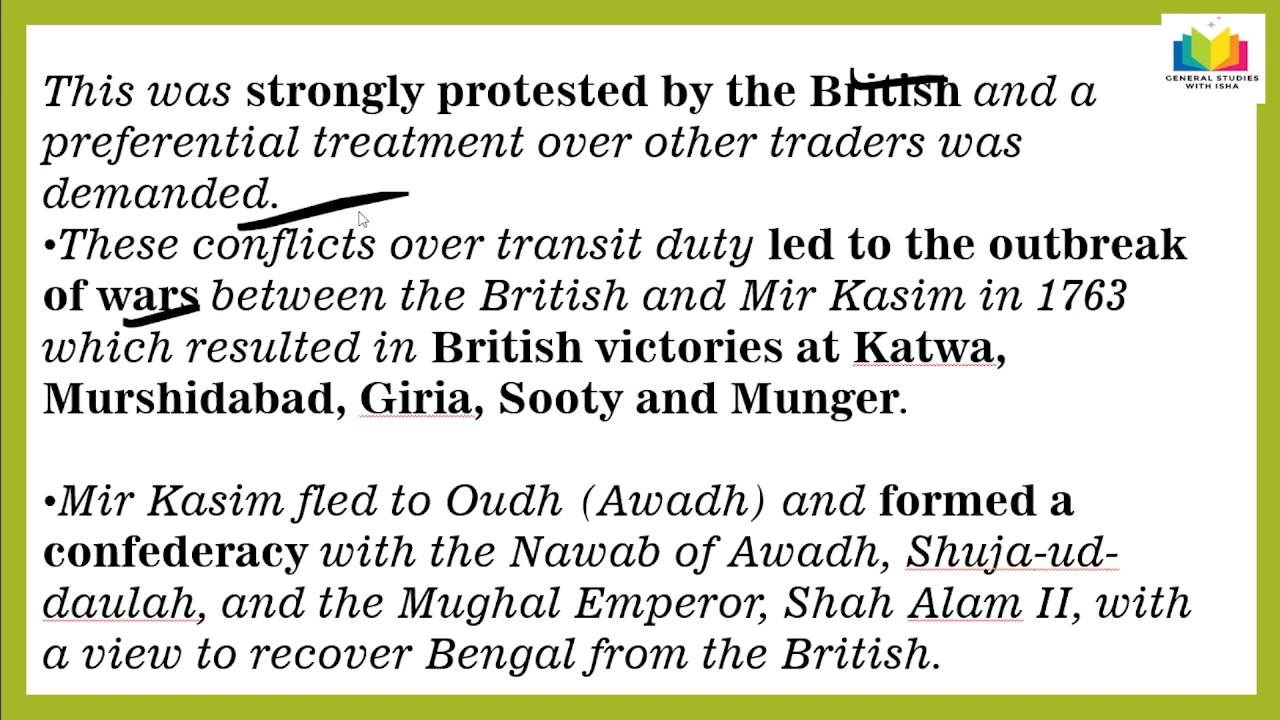 GENERAL STUDIES
WITH ISHA
This was strongly protested by the British and a
preferential treatment over other traders was
demanded.
•These conflicts over transit duty led to the outbreak
of wars between the British and Mir Kasim in 1763
which resulted in British victories at Katwa,
Murshidabad, Giria, Sooty and Munger.
•Mir Kasim fled to Oudh (Awadh) and formed a
confederacy with the Nawab of Awadh, Shuja-ud-
daulah, and the Mughal Emperor, Shah Alam II, with
a view to recover Bengal from the British.